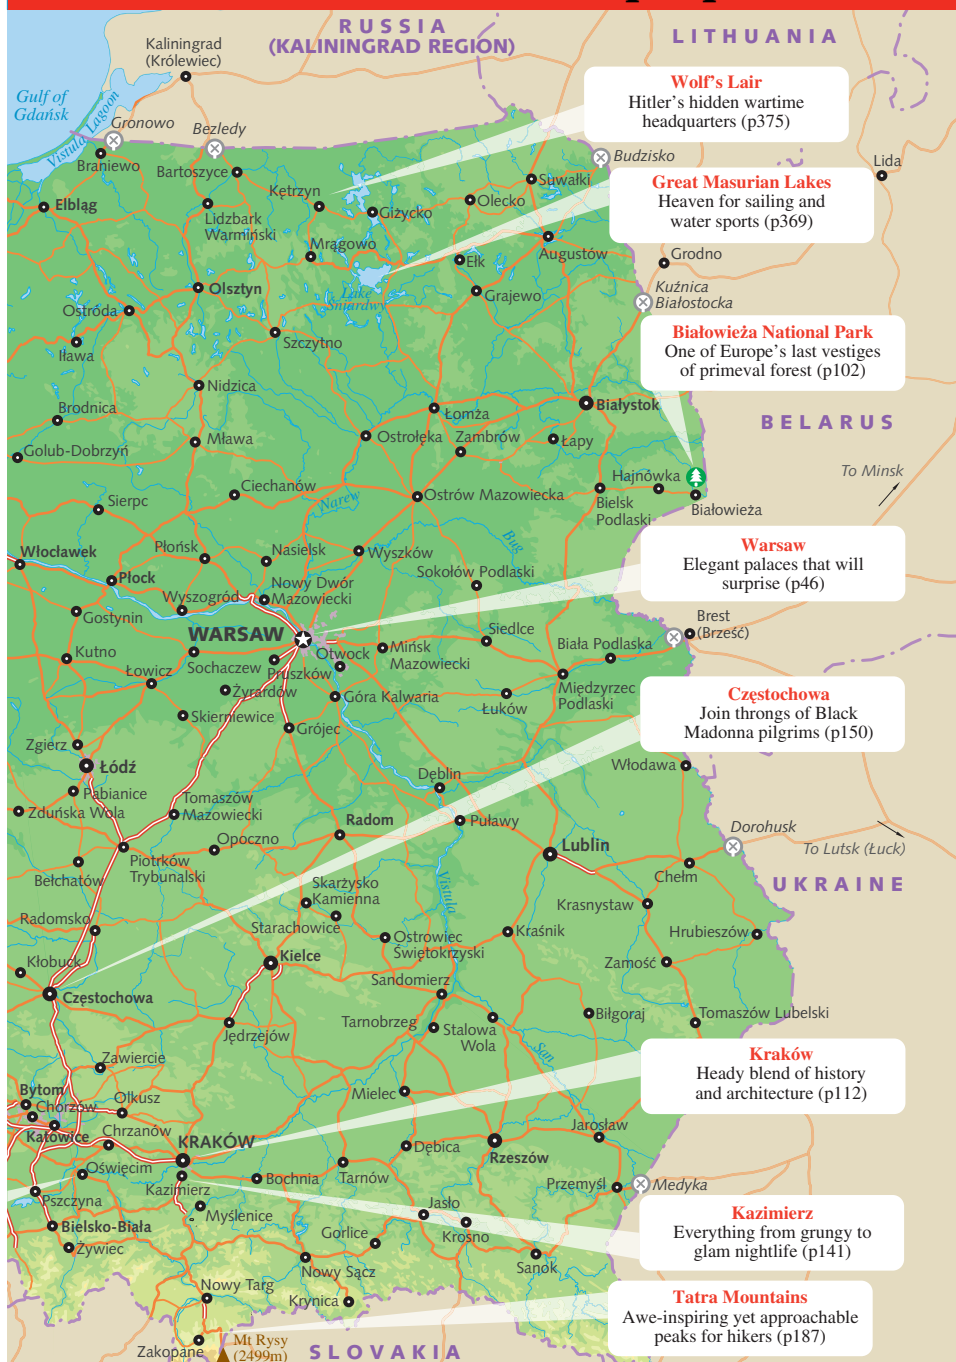 RUSSIA
(KALININGRAD REGION)
LITHUANIA
Kaliningrad
(Królewiec)
Gulf of
Gdańsk
Vistula Lagoon
Gronowo
Bezledy
Braniewo
Bartoszyce
Wolf's Lair
Hitler's hidden wartime
headquarters (p375)
Budzisko
Lida
Kętrzyn
Suwałki
Great Masurian Lakes
Heaven for sailing and
water sports (p369)
Elbląg
Lidzbark
Warmiński
Giżycko
Olecko
Mrągowo
Augustów
Grodno
Ełk
Olsztyn
Lake
Śniardwy
Grajewo
Kuźnica
Białostocka
Ostróda
Szczytno
Iława
Białowieża National Park
One of Europe's last vestiges
of primeval forest (p102)
Nidzica
Brodnica
Łomża
Białystok
BELARUS
Golub-Dobrzyń
Mława
Ostrołęka
Zambrów
Łapy
To Minsk
Hajnówka
Ciechanów
Ostrów Mazowiecka
Bielsk
Podlaski
Białowieża
Sierpc
Narew
Bug
Włocławek
Płońsk
Nasielsk
Wyszków
Warsaw
Elegant palaces that will
surprise (p46)
Płock
Sokołów Podlaski
Wyszogród
Nowy Dwór
Mazowiecki
Gostynin
Brest
(Brześć)
WARSAW
Siedlce
Kutno
Sochaczew
Pruszków
Otwock
Mińsk
Mazowiecki
Biała Podlaska
Łowicz
Żyrardów
Góra Kalwaria
Łuków
Międzyrzec
Podlaski
Częstochowa
Join throngs of Black
Madonna pilgrims (p150)
Skierniewice
Grójec
Zgierz
Łódź
Dęblin
Włodawa
Pabianice
Zduńska Wola
Tomaszów
Mazowiecki
Radom
Puławy
Dorohusk
Opoczno
Lublin
To Lutsk (Łuck)
Piotrków
Trybunalski
Bełchatów
Chełm
UKRAINE
Skarżysko
Kamienna
Vistula
Krasnystaw
Radomsko
Starachowice
Kraśnik
Hrubieszów
Ostrowiec
Świętokrzyski
Kłobuck
Kielce
Zamość
Sandomierz
Częstochowa
Tarnobrzeg
Stalowa
Wola
Biłgoraj
Tomaszów Lubelski
Jędrzejów
San
Zawiercie
Kraków
Heady blend of history
and architecture (p112)
Bytom
Chorzów
Olkusz
Mielec
Katowice
Chrzanów
KRAKÓW
Jarosław
Dębica
Rzeszów
Oświęcim
Kazimierz
Bochnia
Tarnów
Przemyśl
Medyka
Pszczyna
Myślenice
Jasło
Kazimierz
Everything from grungy to
glam nightlife (p141)
Bielsko-Biała
Gorlice
Krosno
Żywiec
Nowy Sącz
Sanok
Nowy Targ
Krynica
Tatra Mountains
Awe-inspiring yet approachable
peaks for hikers (p187)
Zakopane
Mt Rysy
(2499m)
SLOVAKIA